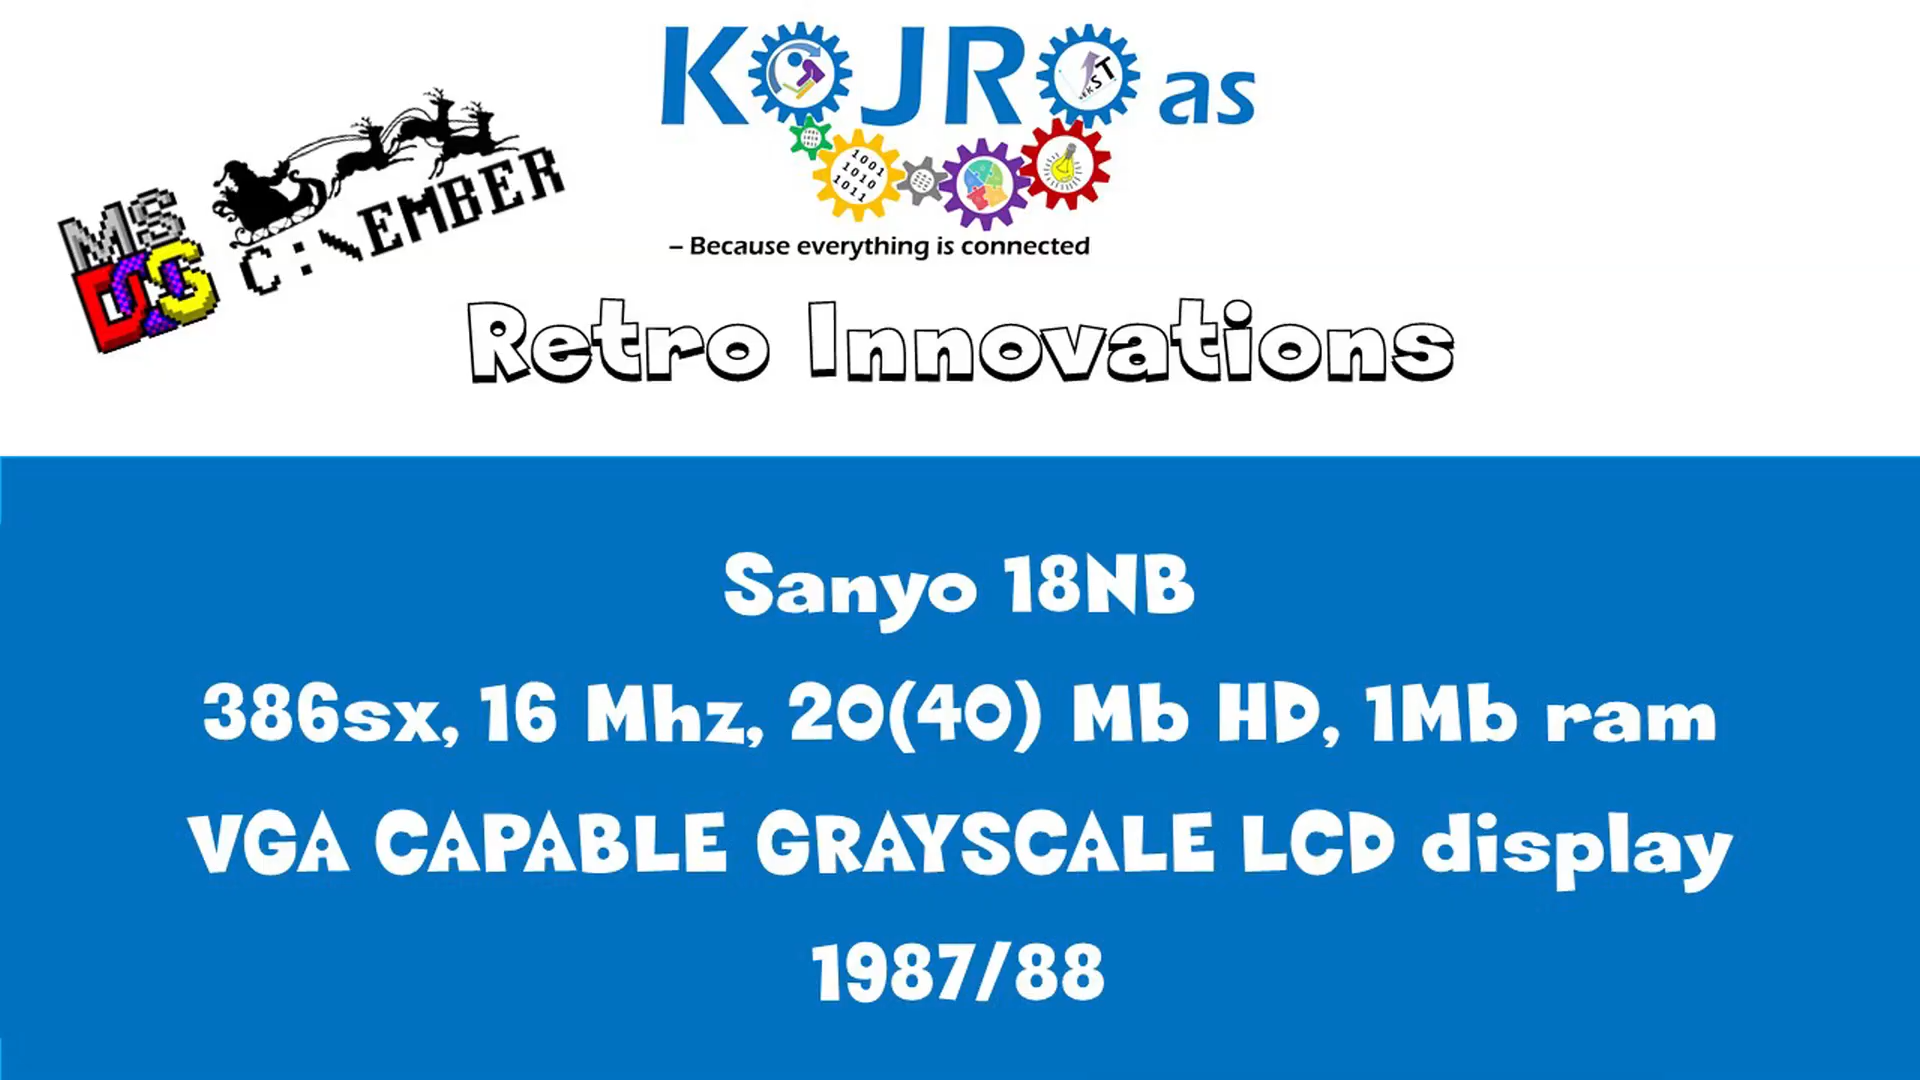 KOJRO as
MS DOS C:\EMBER
1001
1010
1011
– Because everything is connected
Retro Innovations
Sanyo 18NB
386sx, 16 Mhz, 20(40) Mb HD, 1Mb ram
VGA CAPABLE GRAYSCALE LCD display
1987/88